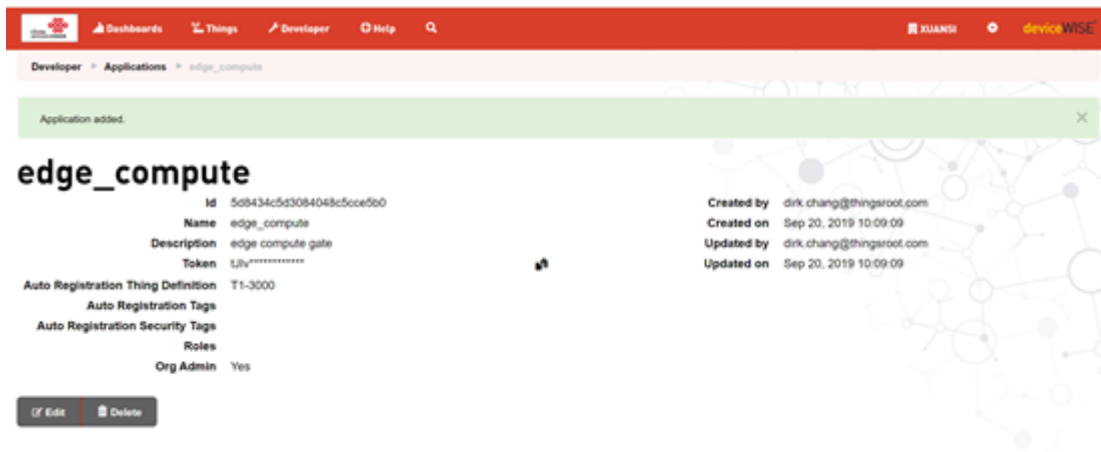 Dashboards Things Developer Help XUANSI deviceWISE
Developer > Applications > edge_compute
Application added.
edge_compute
Id 5d8434c5d3084048c5cce5b0 Created by dirk.chang@thingsroot.com
Name edge_compute Created on Sep 20, 2019 10:09:09
Description edge compute gate Updated by dirk.chang@thingsroot.com
Token tJIv************* Updated on Sep 20, 2019 10:09:09
Auto Registration Thing Definition T1-3000
Auto Registration Tags
Auto Registration Security Tags
Roles
Org Admin Yes
Edit Delete